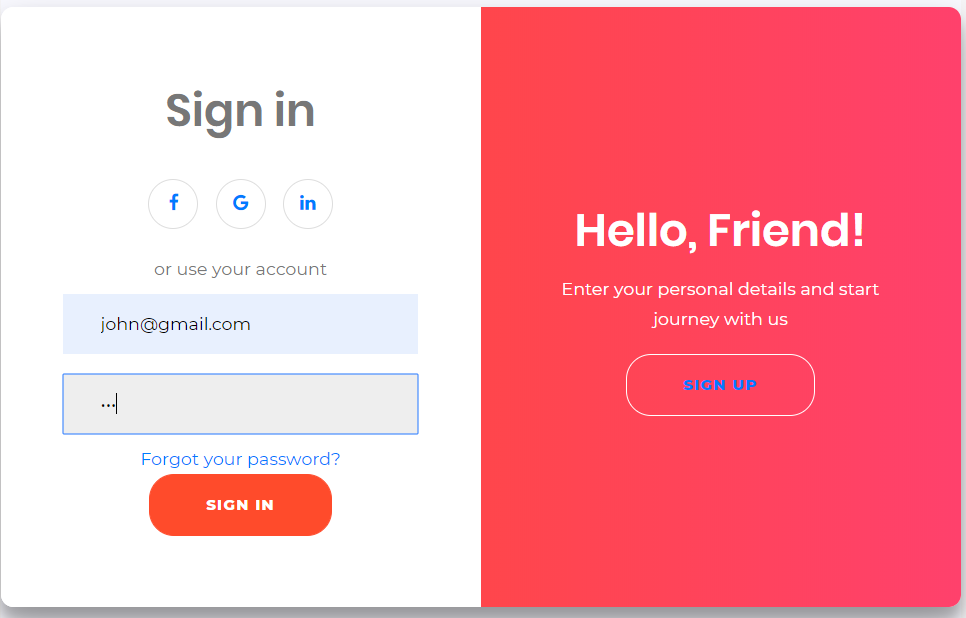 Sign in
f G in
or use your account
john@gmail.com
...
Forgot your password?
SIGN IN
Hello, Friend!
Enter your personal details and start
journey with us
SIGN UP